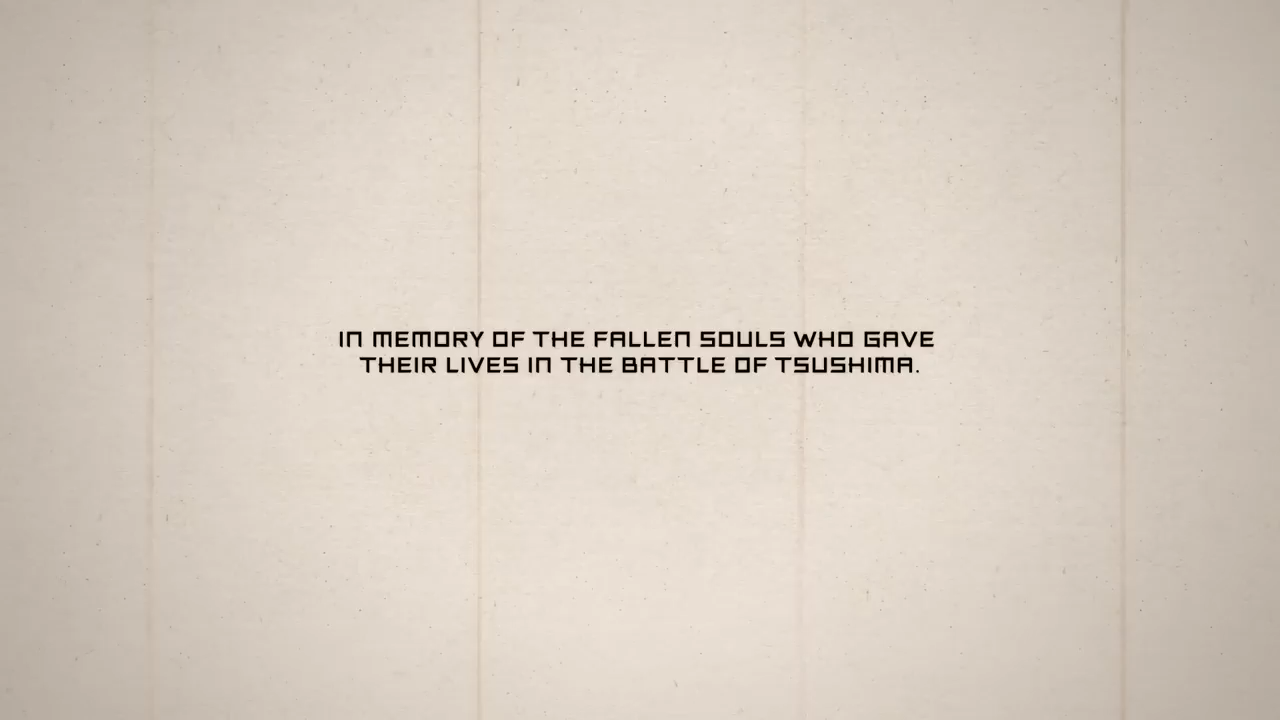 IN MEMORY OF THE FALLEN SOULS WHO GAVE
THEIR LIVES IN THE BATTLE OF TSUSHIMA.